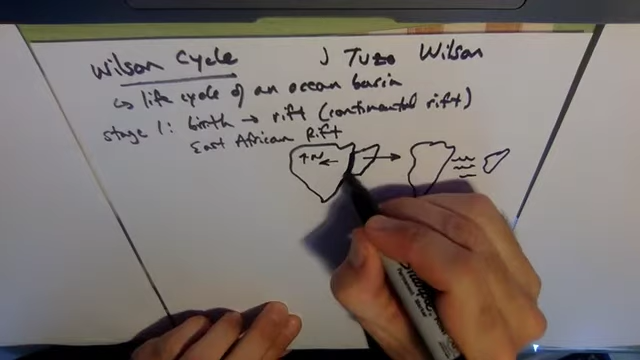 Wilson Cycle J Tuzo Wilson
↳ life cycle of an ocean basin
stage 1: birth → rift (continental rift)
East African Rift
↑N
Sharpie